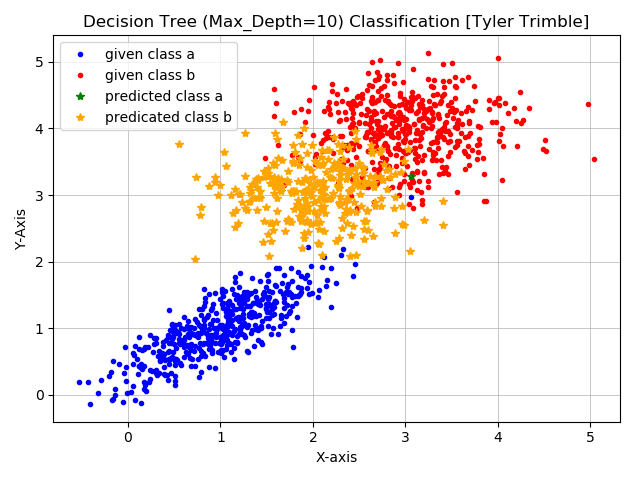 Decision Tree (Max_Depth=10) Classification [Tyler Trimble]
given class a
given class b
predicted class a
predicated class b
Y-Axis
5
4
3
2
1
0
0 1 2 3 4 5
X-axis